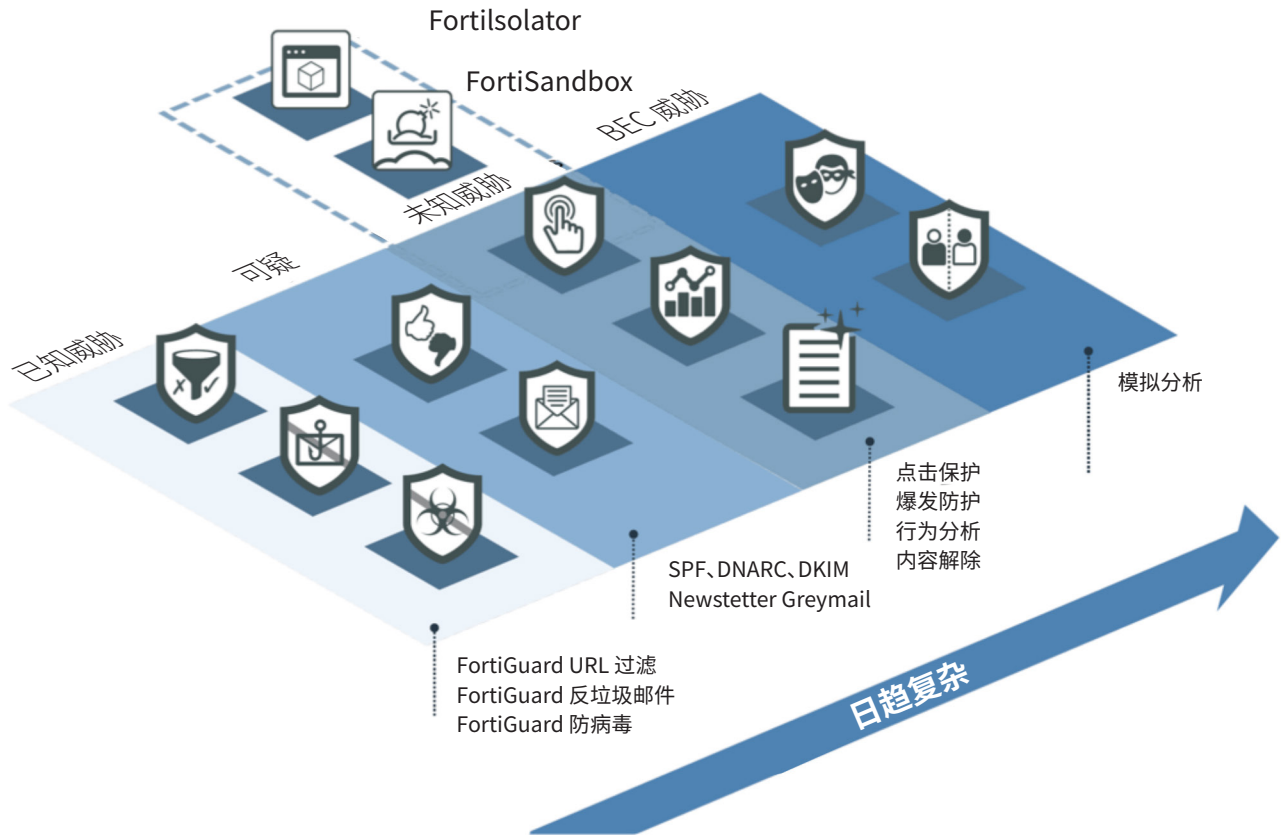 Fortilsolator
FortiSandbox
BEC 威胁
未知威胁
可疑
已知威胁
模拟分析
点击保护
爆发防护
行为分析
内容解除
SPF、DNARC、DKIM
Newstetter Greymail
FortiGuard URL 过滤
FortiGuard 反垃圾邮件
FortiGuard 防病毒
日趋复杂